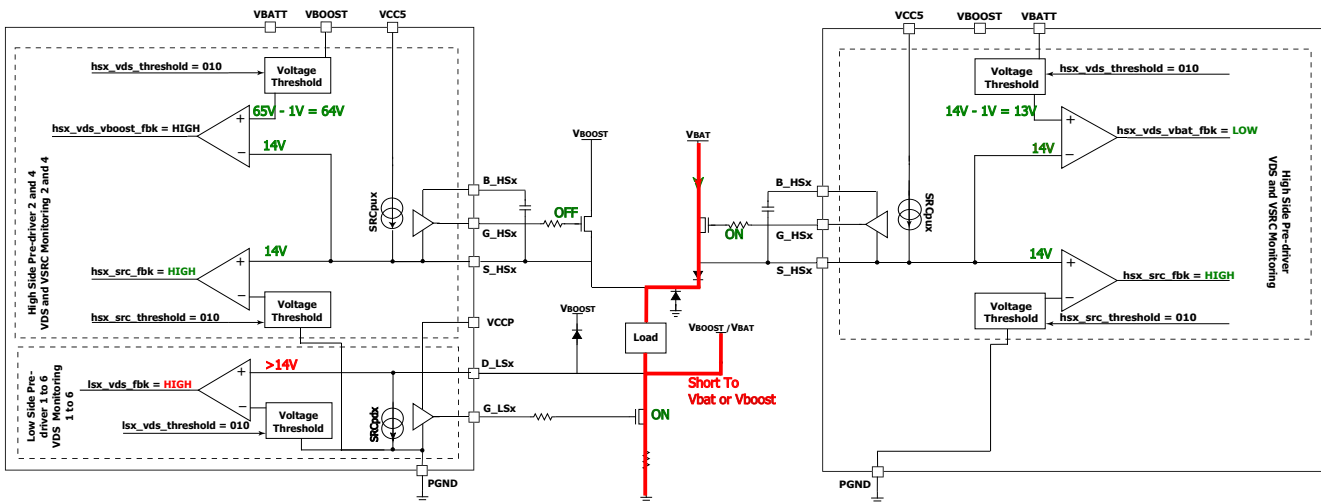 VBATT
VBOOST
VCC5
hsx_vds_threshold = 010
Voltage
Threshold
65V - 1V = 64V
hsx_vds_vboost_fbk = HIGH
14V
High Side Pre-driver 2 and 4
VDS and VSRC Monitoring 2 and 4
SRCpux
B_HSx
G_HSx
S_HSx
OFF
14V
hsx_src_fbk = HIGH
Voltage
Threshold
hsx_src_threshold = 010
VCCP
D_LSx
G_LSx
>14V
lsx_vds_fbk = HIGH
Voltage
Threshold
lsx_vds_threshold = 010
Low Side Pre-
driver 1 to 6
VDS Monitoring
1 to 6
SRCpdx
PGND
VBOOST
VBAT
ON
VBOOST
Load
VBOOST/VBAT
Short To
Vbat or Vboost
ON
VCC5
VBOOST
VBATT
Voltage
Threshold
hsx_vds_threshold = 010
14V - 1V = 13V
hsx_vds_vbat_fbk = LOW
14V
B_HSx
G_HSx
S_HSx
SRCpux
High Side Pre-driver
VDS and VSRC Monitoring
14V
hsx_src_fbk = HIGH
Voltage
Threshold
hsx_src_threshold = 010
PGND